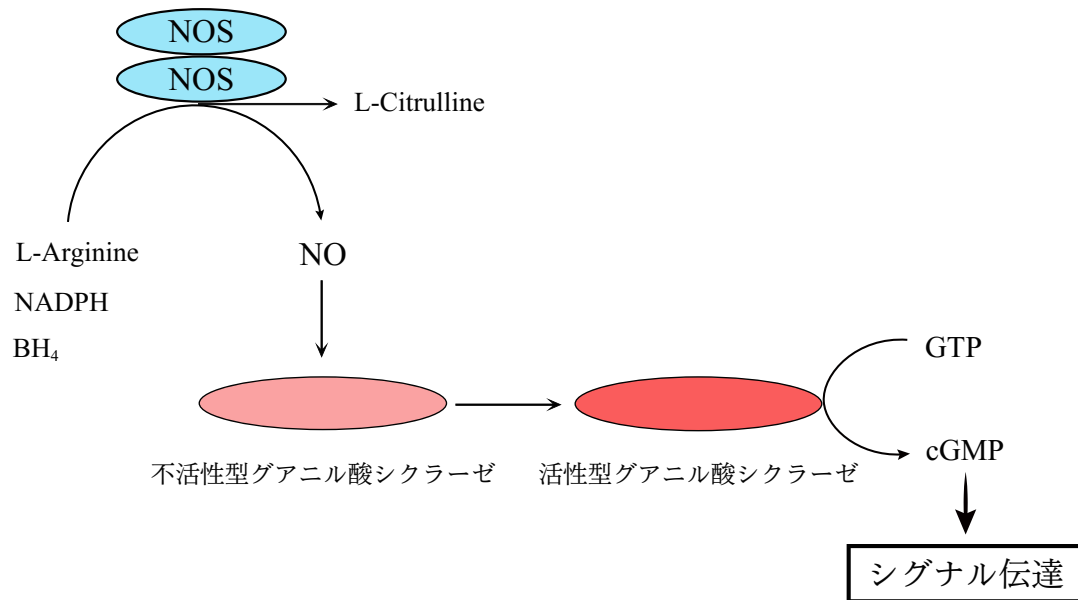 NOS
NOS
L-Citrulline
L-Arginine
NO
NADPH
BH₄
GTP
不活性型グアニル酸シクラーゼ
活性型グアニル酸シクラーゼ
cGMP
シグナル伝達